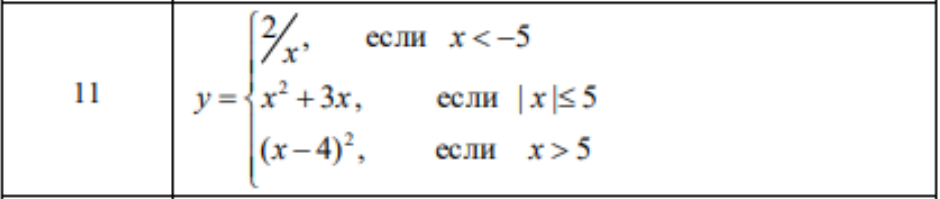 2/x, если x < −5
11 y = { x² + 3x, если | x |≤ 5
(x − 4)², если x > 5